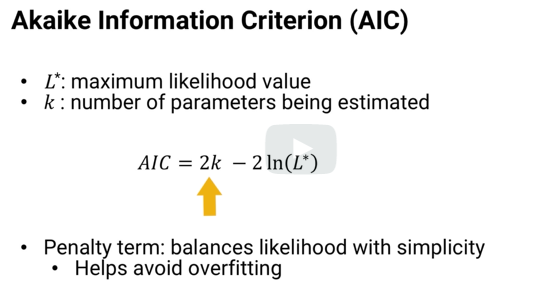 Akaike Information Criterion (AIC)
• L*: maximum likelihood value
• k : number of parameters being estimated
AIC = 2k − 2 ln(L*)
• Penalty term: balances likelihood with simplicity
• Helps avoid overfitting